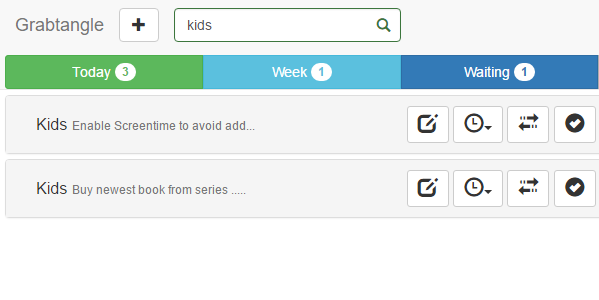 Grabtangle kids
Today 3 Week 1 Waiting 1
Kids Enable Screentime to avoid add...
Kids Buy newest book from series .....